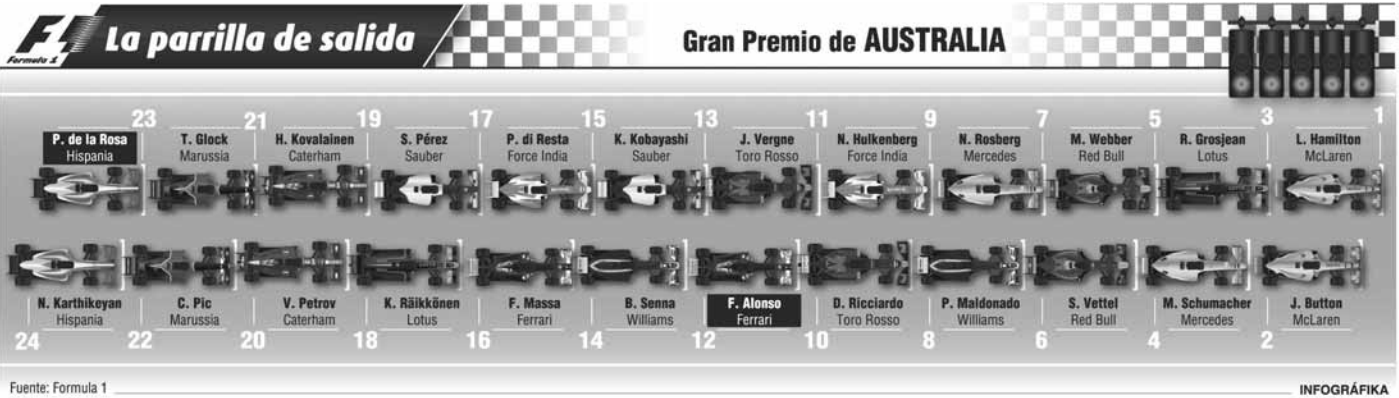 F1
Formula 1
La parrilla de salida
Gran Premio de AUSTRALIA
23
21
19
17
15
13
11
9
7
5
3
1
P. de la Rosa
Hispania
T. Glock
Marussia
H. Kovalainen
Caterham
S. Pérez
Sauber
P. di Resta
Force India
K. Kobayashi
Sauber
J. Vergne
Toro Rosso
N. Hulkenberg
Force India
N. Rosberg
Mercedes
M. Webber
Red Bull
R. Grosjean
Lotus
L. Hamilton
McLaren
N. Karthikeyan
Hispania
C. Pic
Marussia
V. Petrov
Caterham
K. Räikkönen
Lotus
F. Massa
Ferrari
B. Senna
Williams
F. Alonso
Ferrari
D. Ricciardo
Toro Rosso
P. Maldonado
Williams
S. Vettel
Red Bull
M. Schumacher
Mercedes
J. Button
McLaren
24
22
20
18
16
14
12
10
8
6
4
2
Fuente: Formula 1
INFOGRÁFIKA